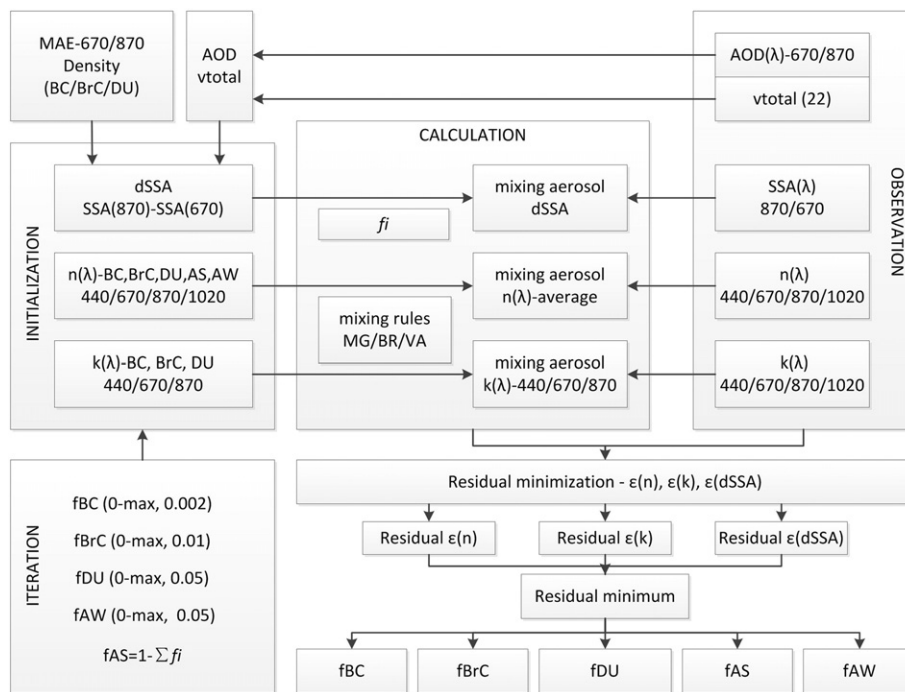 MAE-670/870
Density
(BC/BrC/DU)
AOD
vtotal
AOD(λ)-670/870
vtotal (22)
CALCULATION
INITIALIZATION
dSSA
SSA(870)-SSA(670)
mixing aerosol
dSSA
SSA(λ)
870/670
OBSERVATION
fi
n(λ)-BC,BrC,DU,AS,AW
440/670/870/1020
mixing aerosol
n(λ)-average
n(λ)
440/670/870/1020
mixing rules
MG/BR/VA
k(λ)-BC, BrC, DU
440/670/870
mixing aerosol
k(λ)-440/670/870
k(λ)
440/670/870/1020
ITERATION
fBC (0-max, 0.002)
fBrC (0-max, 0.01)
fDU (0-max, 0.05)
fAW (0-max, 0.05)
fAS=1-∑fi
Residual minimization - ε(n), ε(k), ε(dSSA)
Residual ε(n)
Residual ε(k)
Residual ε(dSSA)
Residual minimum
fBC
fBrC
fDU
fAS
fAW